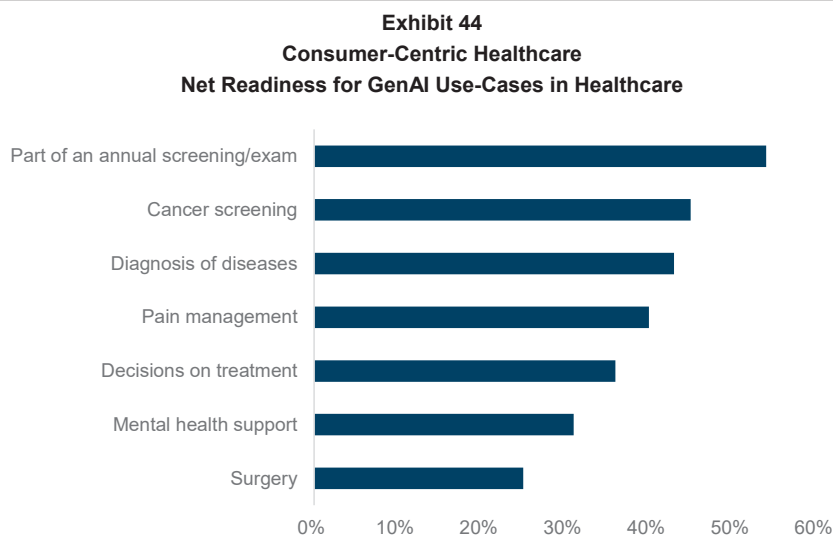 Exhibit 44
Consumer-Centric Healthcare
Net Readiness for GenAI Use-Cases in Healthcare
Part of an annual screening/exam
Cancer screening
Diagnosis of diseases
Pain management
Decisions on treatment
Mental health support
Surgery
0% 10% 20% 30% 40% 50% 60%